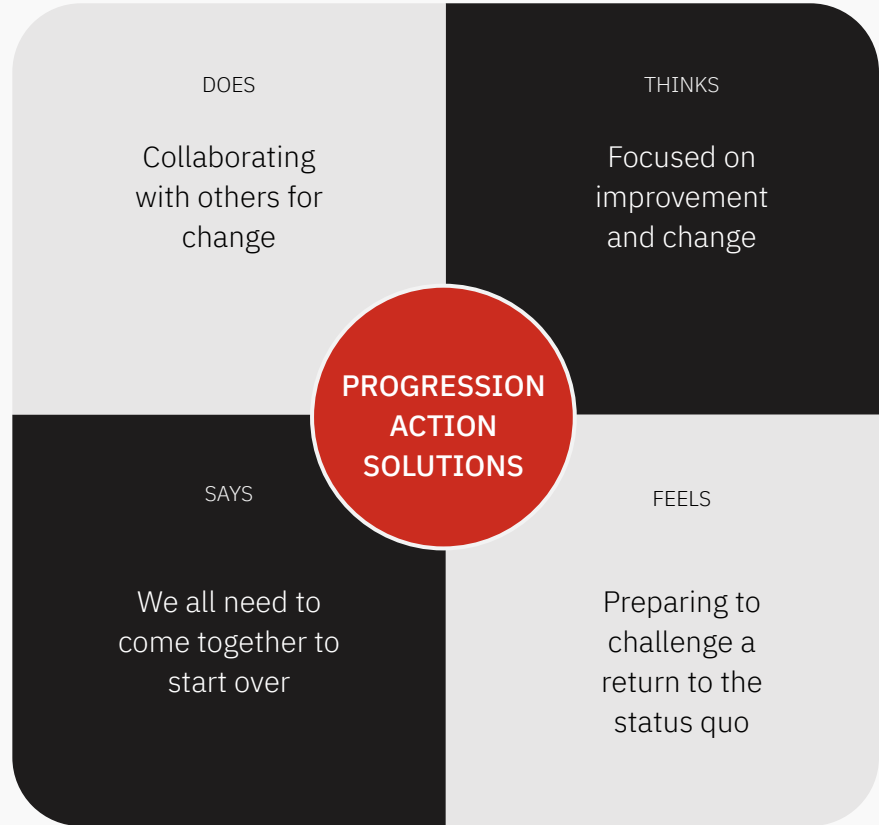 DOES
Collaborating
with others for
change
THINKS
Focused on
improvement
and change
PROGRESSION
ACTION
SOLUTIONS
SAYS
We all need to
come together to
start over
FEELS
Preparing to
challenge a
return to the
status quo